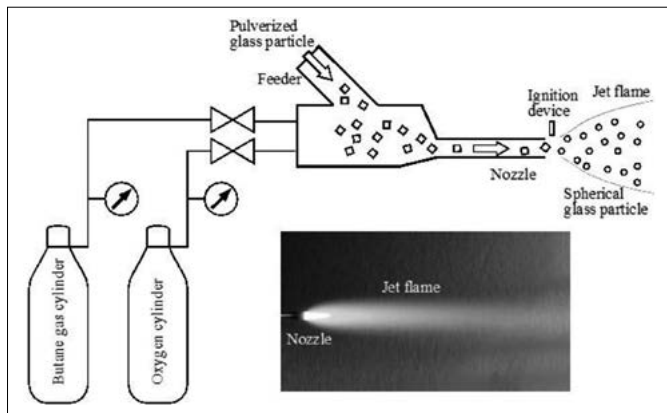 Pulverized
glass particle
Feeder
Jet flame
Ignition
device
Nozzle
Spherical
glass particle
Butane gas cylinder
Oxygen cylinder
Jet flame
Nozzle